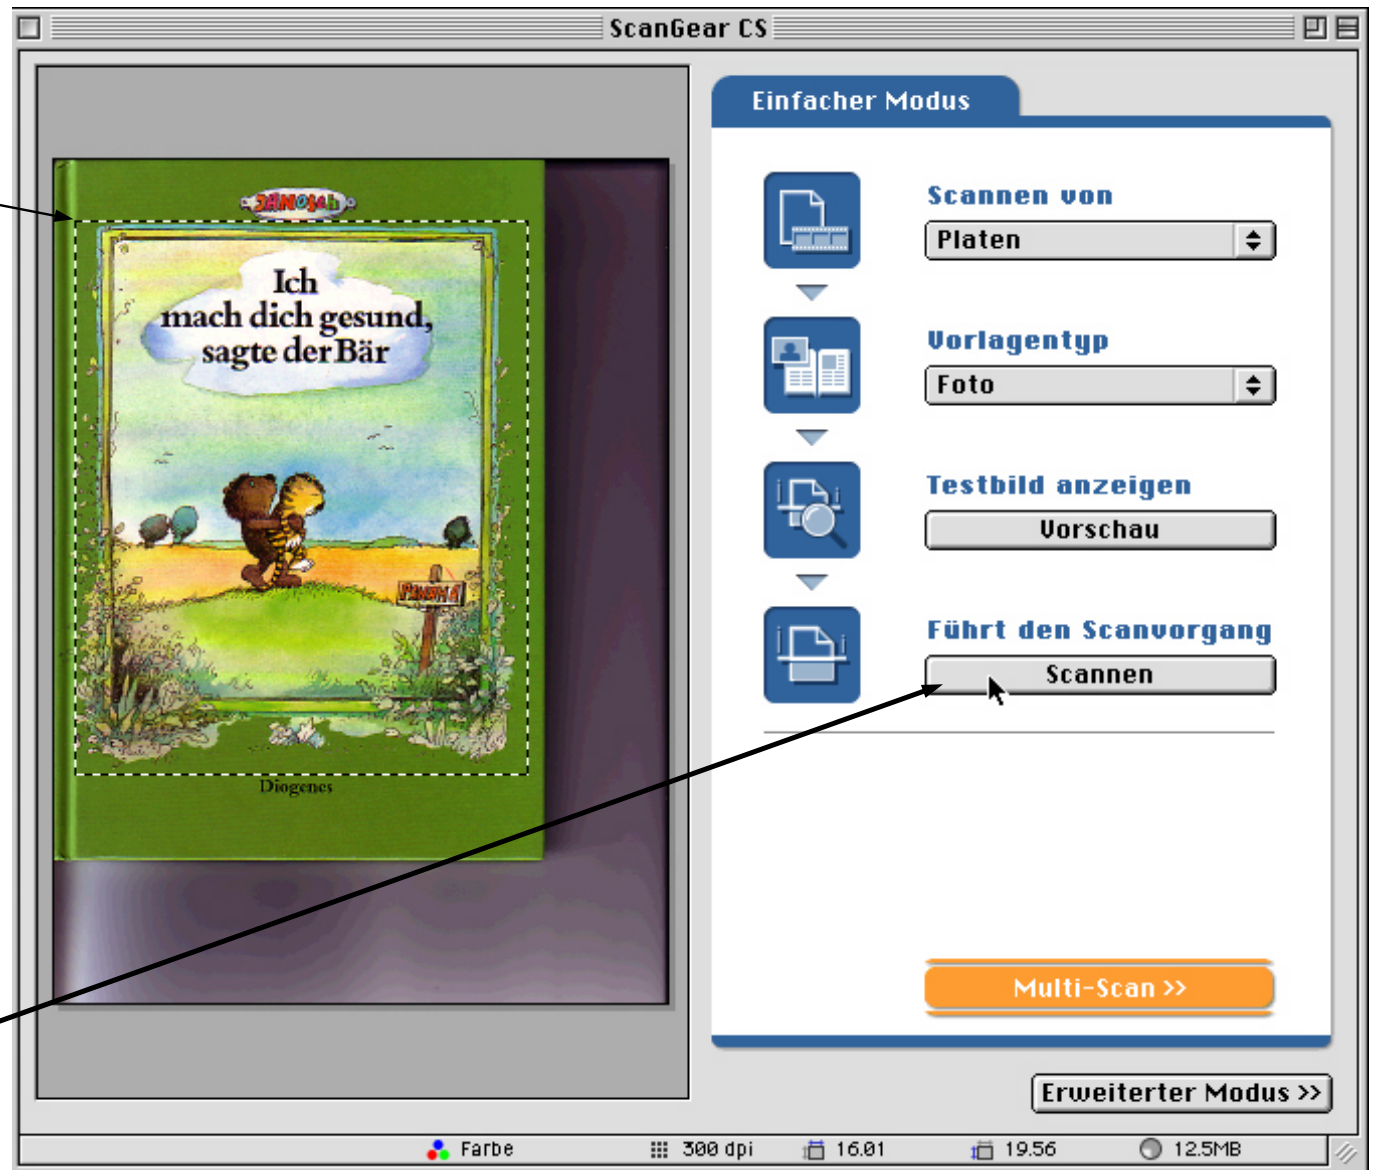 ScanGear CS
JANOSCH
Ich
mach dich gesund,
sagte der Bär
PANAMA
Diogenes
Einfacher Modus
Scannen von
Platen
Vorlagentyp
Foto
Testbild anzeigen
Vorschau
Führt den Scanvorgang
Scannen
Multi-Scan >>
Erweiterter Modus >>
Farbe
300 dpi
16.01
19.56
12.5MB